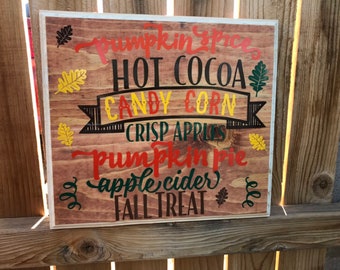 pumpkin spice
HOT COCOA
CANDY CORN
CRISP APPLES
pumpkin pie
apple cider
FALL TREAT